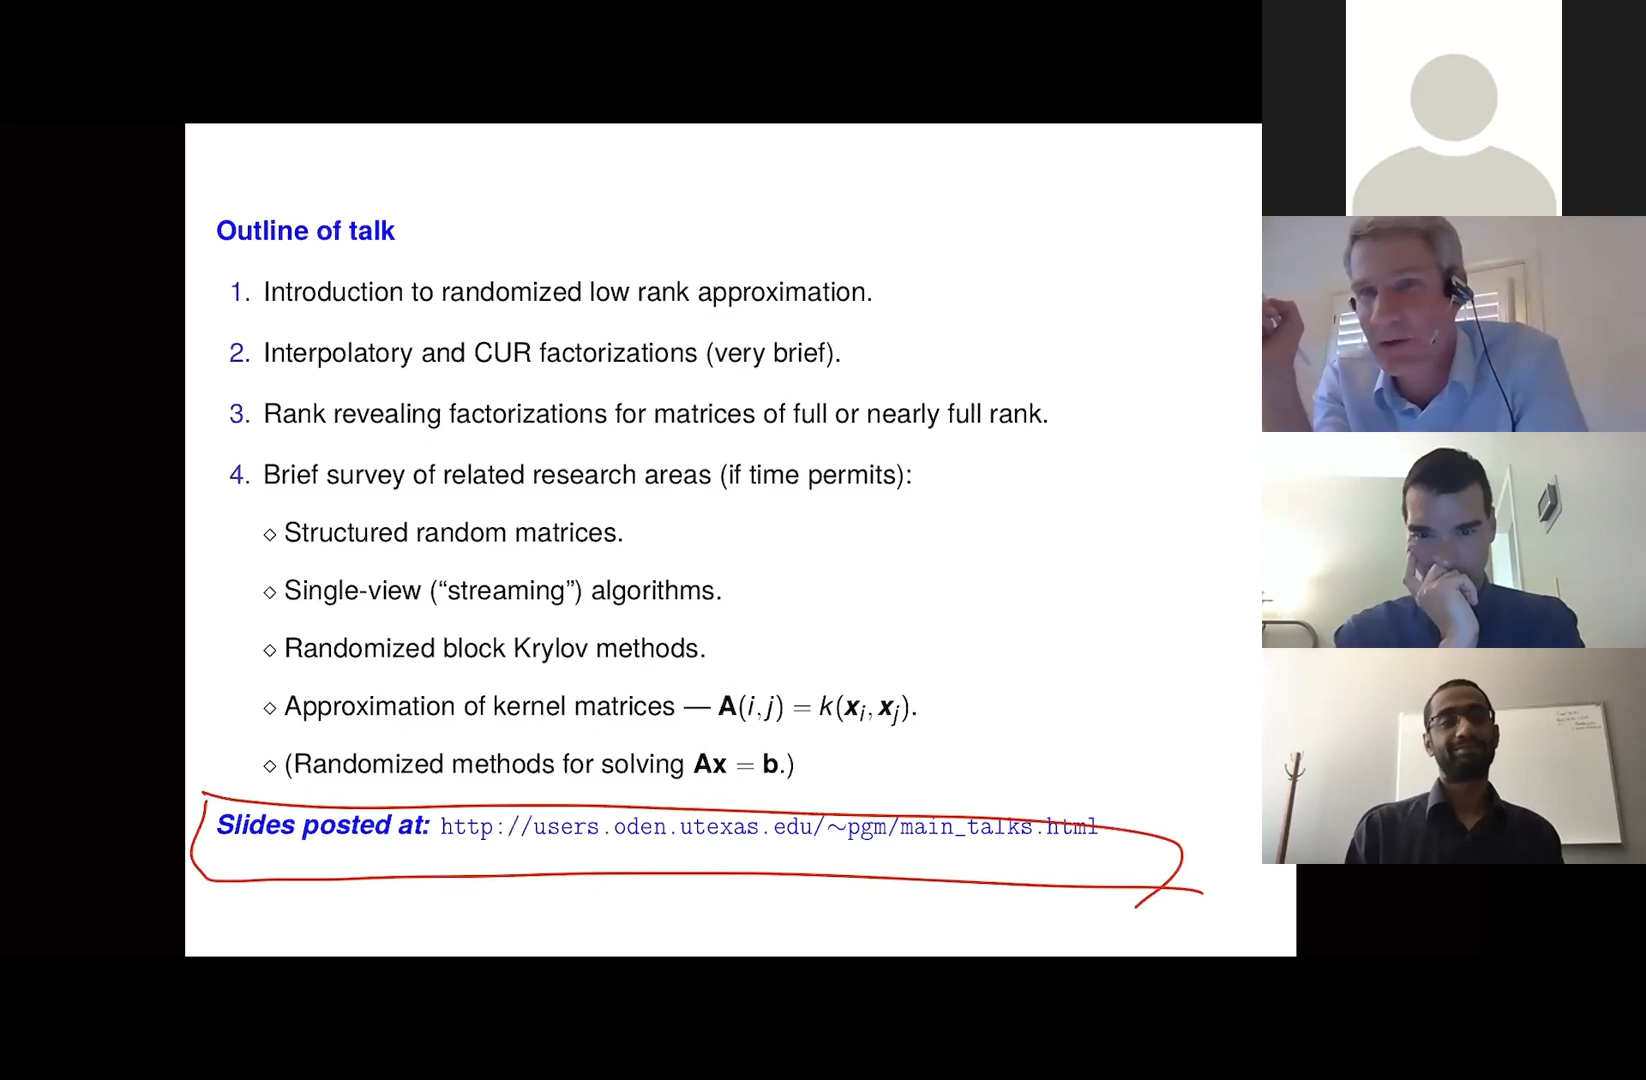 Outline of talk
1. Introduction to randomized low rank approximation.
2. Interpolatory and CUR factorizations (very brief).
3. Rank revealing factorizations for matrices of full or nearly full rank.
4. Brief survey of related research areas (if time permits):
⋄ Structured random matrices.
⋄ Single-view (“streaming”) algorithms.
⋄ Randomized block Krylov methods.
⋄ Approximation of kernel matrices — A(i,j) = k(xᵢ, xⱼ).
⋄ (Randomized methods for solving Ax = b.)
Slides posted at: http://users.oden.utexas.edu/∼pgm/main_talks.html